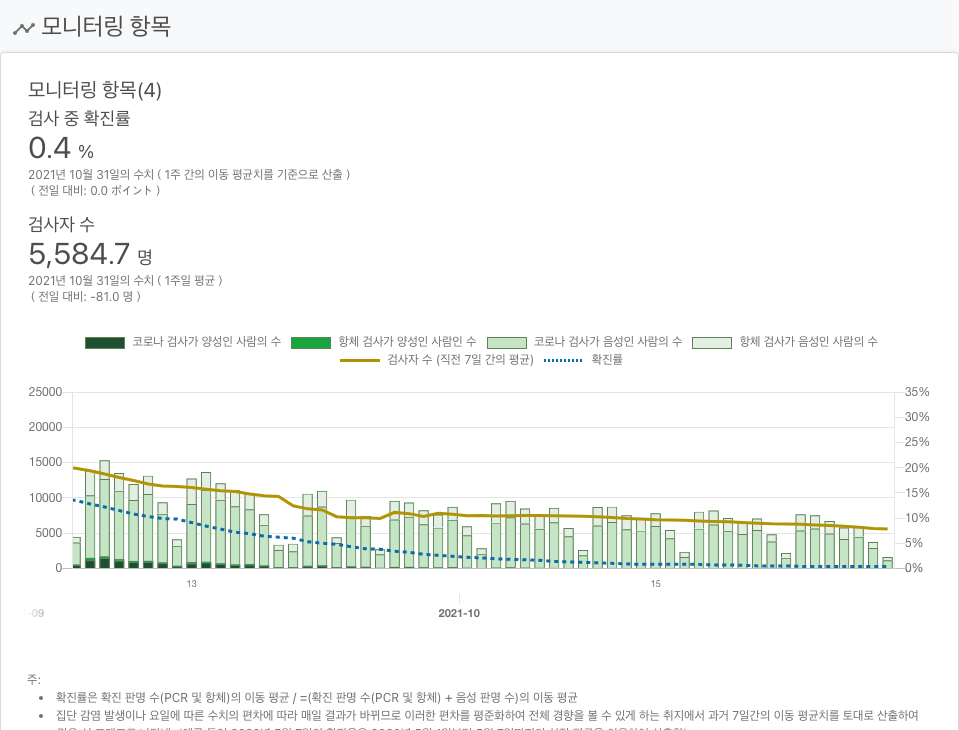 모니터링 항목
모니터링 항목(4)
검사 중 확진률
0.4 %
2021년 10월 31일의 수치 ( 1주 간의 이동 평균치를 기준으로 산출 )
( 전일 대비: 0.0 ポイント )
검사자 수
5,584.7 명
2021년 10월 31일의 수치 ( 1주일 평균 )
( 전일 대비: -81.0 명 )
코로나 검사가 양성인 사람의 수 항체 검사가 양성인 사람인 수 코로나 검사가 음성인 사람의 수 항체 검사가 음성인 사람의 수
검사자 수 (직전 7일 간의 평균) 확진률
25000 35%
30%
20000
25%
15000 20%
10000 15%
10%
5000 5%
0 0%
13 15
-09 2021-10
주:
• 확진률은 확진 판명 수(PCR 및 항체)의 이동 평균 / =(확진 판명 수(PCR 및 항체) + 음성 판명 수)의 이동 평균
• 집단 감염 발생이나 요일에 따른 수치의 편차에 따라 매일 결과가 바뀌므로 이러한 편차를 평준화하여 전체 경향을 볼 수 있게 하는 취지에서 과거 7일간의 이동 평균치를 토대로 산출하여